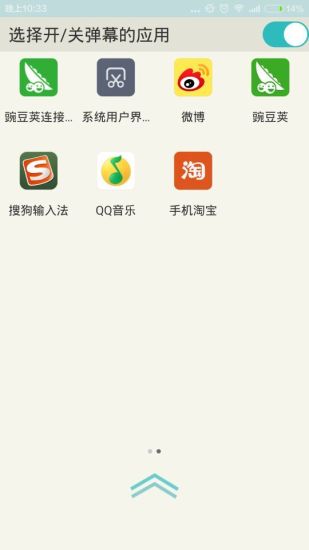 晚上10:33
14%
选择开/关弹幕的应用
豌豆荚连接...
系统用户界...
微博
豌豆荚
S
淘
搜狗输入法
QQ音乐
手机淘宝